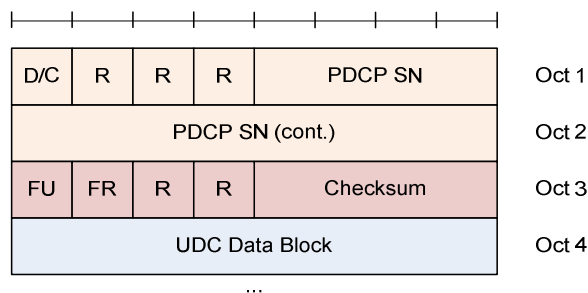 D/C R R R PDCP SN Oct 1
PDCP SN (cont.) Oct 2
FU FR R R Checksum Oct 3
UDC Data Block Oct 4
...